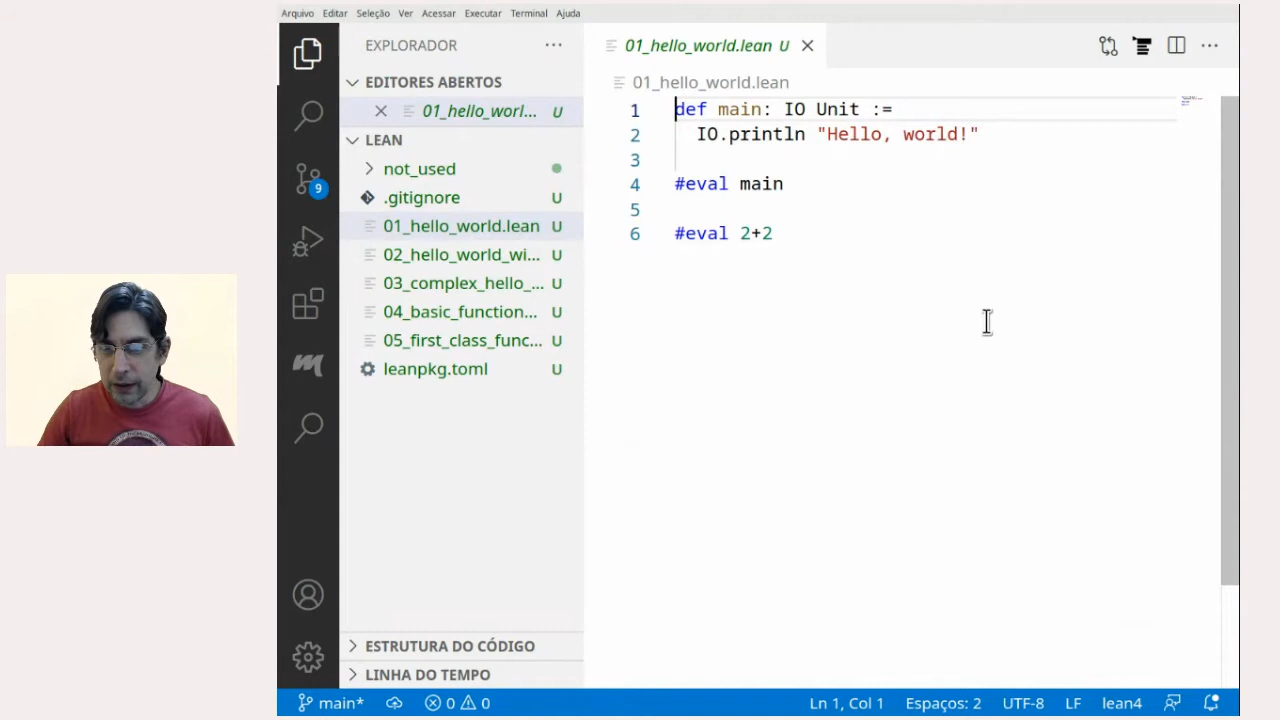 Arquivo Editar Seleção Ver Acessar Executar Terminal Ajuda
EXPLORADOR
EDITORES ABERTOS
01_hello_worl... U
LEAN
not_used
.gitignore U
01_hello_world.lean U
02_hello_world_wi... U
03_complex_hello_... U
04_basic_function... U
05_first_class_func... U
leanpkg.toml U
ESTRUTURA DO CÓDIGO
LINHA DO TEMPO
9
01_hello_world.lean U
01_hello_world.lean
1 def main: IO Unit :=
2 IO.println "Hello, world!"
3
4 #eval main
5
6 #eval 2+2
main* 0 0 Ln 1, Col 1 Espaços: 2 UTF-8 LF lean4